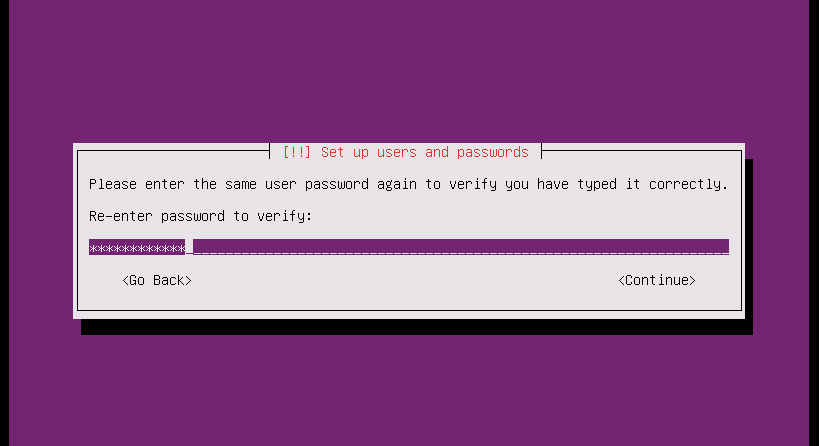 [!!] Set up users and passwords
Please enter the same user password again to verify you have typed it correctly.
Re-enter password to verify:
************
<Go Back>
<Continue>